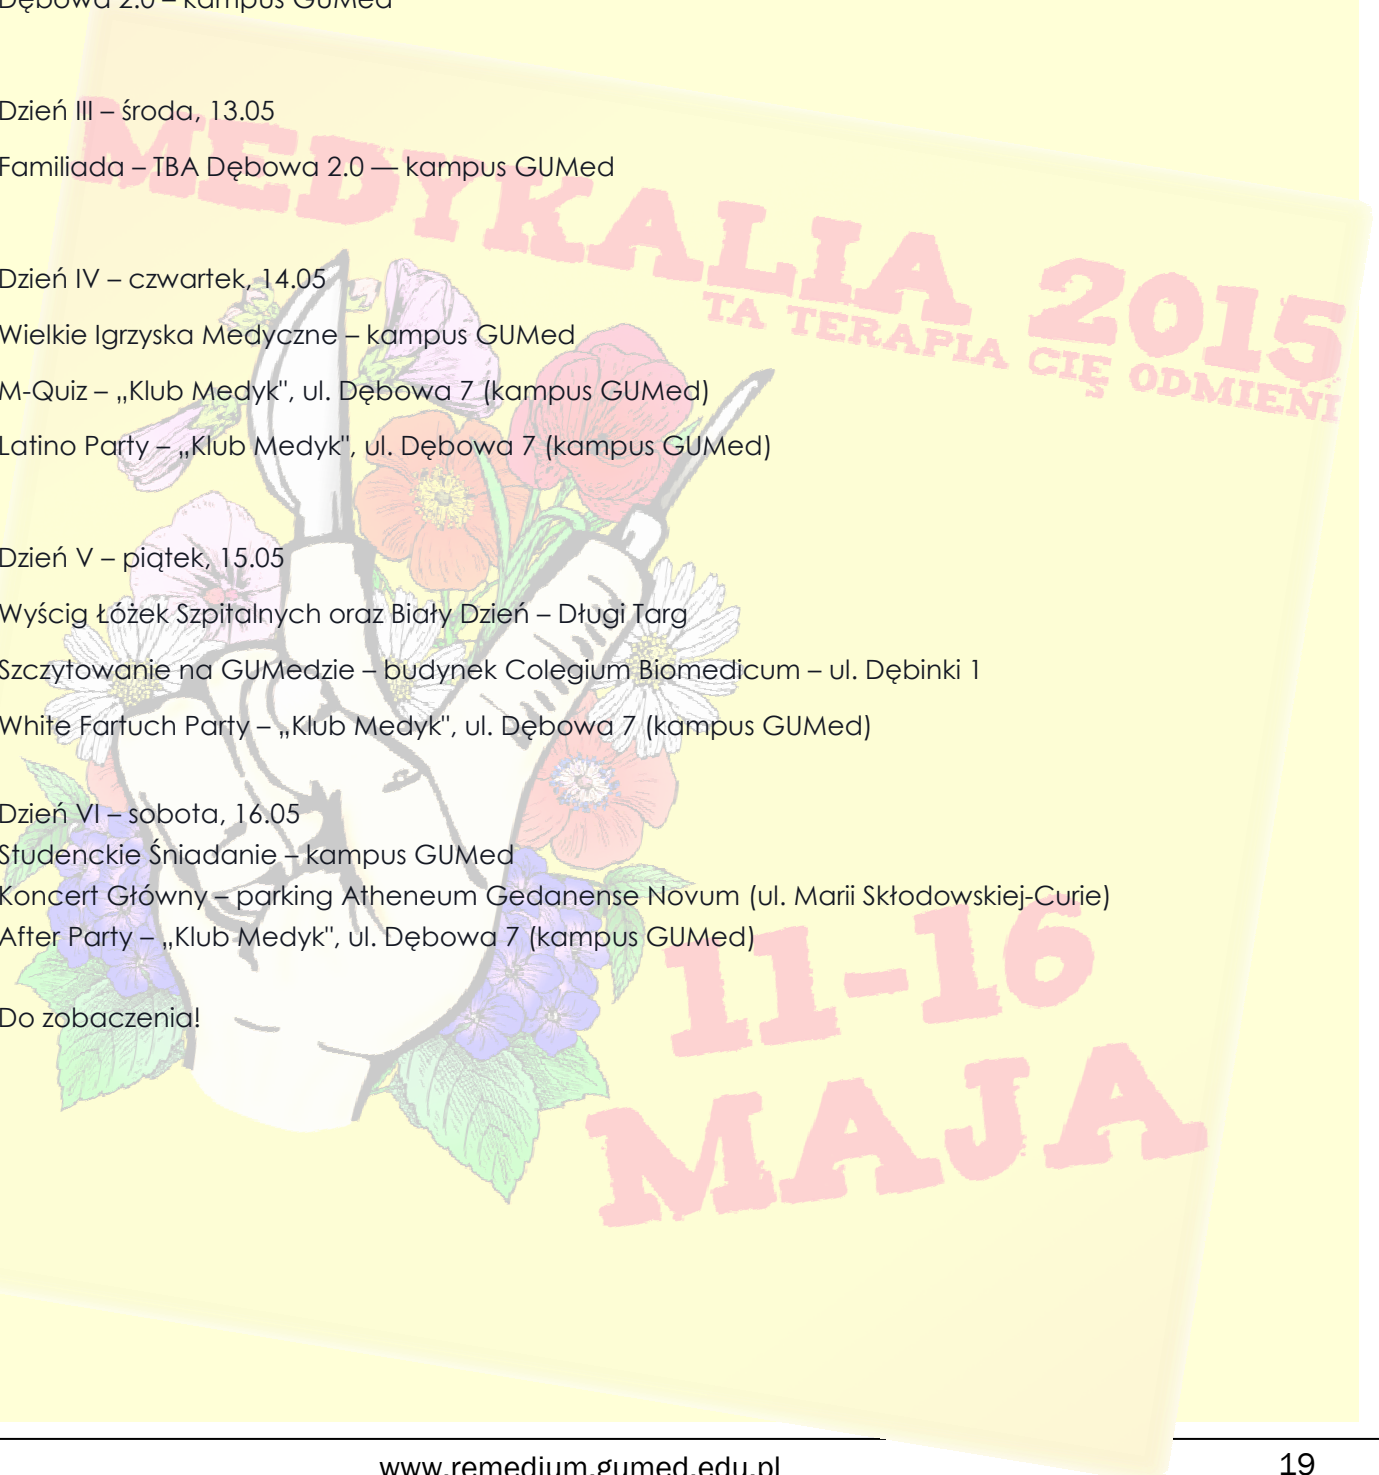 Dębowa 2.0 – kampus GUMed
Dzień III – środa, 13.05
Familiada – TBA Dębowa 2.0 — kampus GUMed
MEDYKALIA 2015
TA TERAPIA CIĘ ODMIENI
Dzień IV – czwartek, 14.05
Wielkie Igrzyska Medyczne – kampus GUMed
M-Quiz – „Klub Medyk", ul. Dębowa 7 (kampus GUMed)
Latino Party – „Klub Medyk", ul. Dębowa 7 (kampus GUMed)
Dzień V – piątek, 15.05
Wyścig Łóżek Szpitalnych oraz Biały Dzień – Długi Targ
Szczytowanie na GUMedzie – budynek Colegium Biomedicum – ul. Dębinki 1
White Fartuch Party – „Klub Medyk", ul. Dębowa 7 (kampus GUMed)
Dzień VI – sobota, 16.05
Studenckie Śniadanie – kampus GUMed
Koncert Główny – parking Atheneum Gedanense Novum (ul. Marii Skłodowskiej-Curie)
After Party – „Klub Medyk", ul. Dębowa 7 (kampus GUMed)
11-16
MAJA
Do zobaczenia!
www.remedium.gumed.edu.pl
19